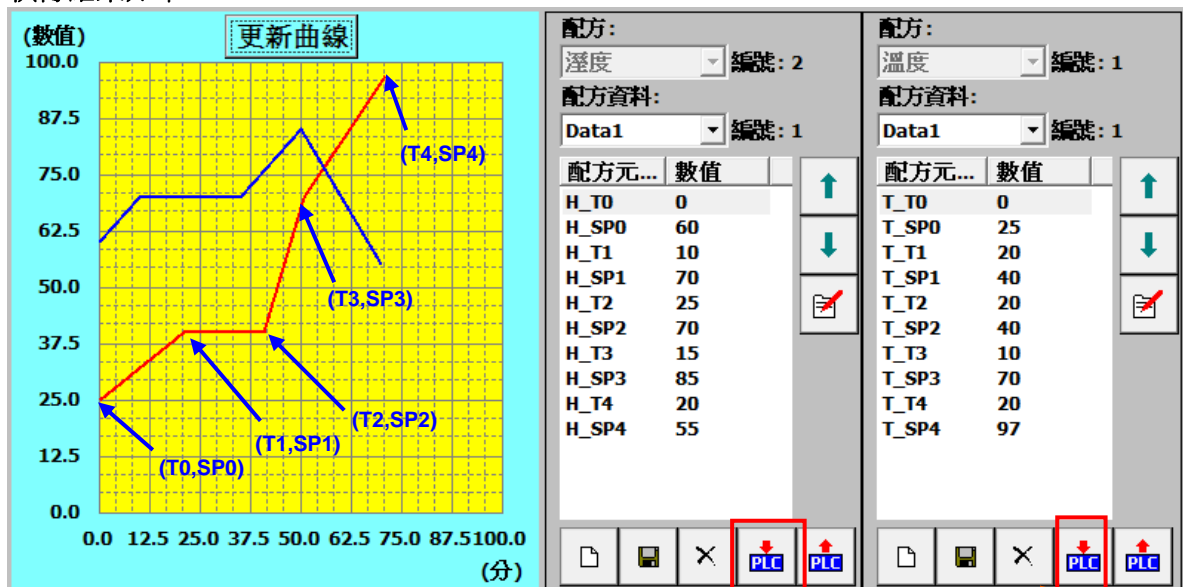 (數值)
更新曲線
100.0
87.5
75.0
62.5
50.0
37.5
25.0
12.5
0.0
0.0 12.5 25.0 37.5 50.0 62.5 75.0 87.5100.0
(分)
(T4,SP4)
(T3,SP3)
(T2,SP2)
(T1,SP1)
(T0,SP0)
配方:
溼度 編號: 2
配方資料:
Data1 編號: 1
配方元... 數值
H_T0 0
H_SP0 60
H_T1 10
H_SP1 70
H_T2 25
H_SP2 70
H_T3 15
H_SP3 85
H_T4 20
H_SP4 55
PLC PLC
配方:
溫度 編號: 1
配方資料:
Data1 編號: 1
配方元... 數值
T_T0 0
T_SP0 25
T_T1 20
T_SP1 40
T_T2 20
T_SP2 40
T_T3 10
T_SP3 70
T_T4 20
T_SP4 97
PLC PLC